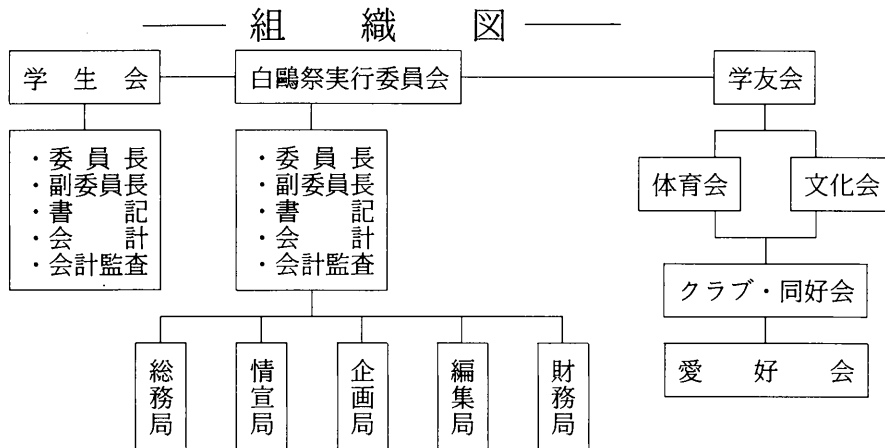 組織図
学生会
白鷗祭実行委員会
学友会
・委員長
・副委員長
・書記
・会計
・会計監査
・委員長
・副委員長
・書記
・会計
・会計監査
体育会
文化会
クラブ・同好会
愛好会
総務局
情宣局
企画局
編集局
財務局